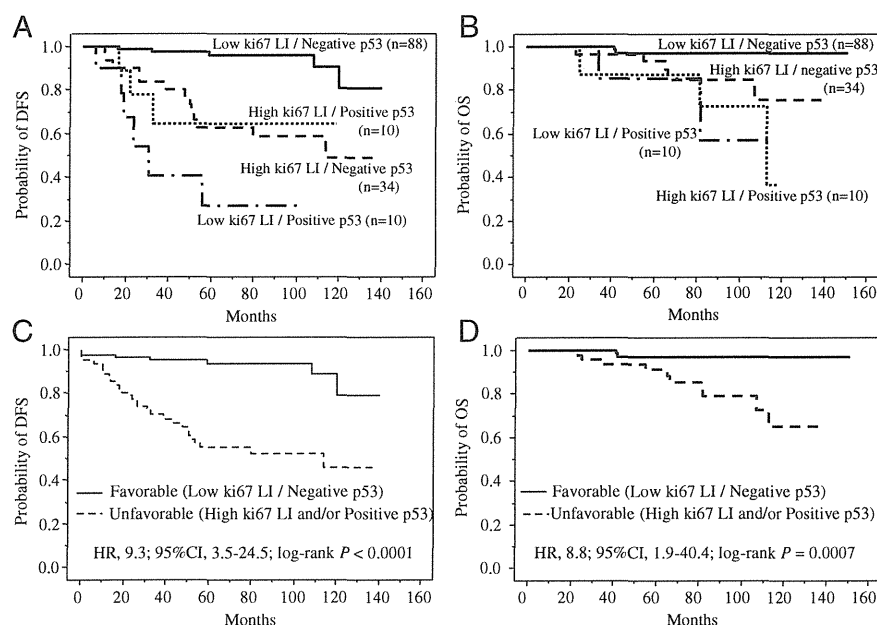 A
Probability of DFS
1.0
0.8
0.6
0.4
0.2
0.0
Low ki67 LI / Negative p53 (n=88)
High ki67 LI / Positive p53
(n=10)
High ki67 LI / Negative p53
(n=34)
Low ki67 LI / Positive p53 (n=10)
0 20 40 60 80 100 120 140 160
Months
B
Probability of OS
1.0
0.8
0.6
0.4
0.2
0.0
Low ki67 LI / Negative p53 (n=88)
High ki67 LI / negative p53
(n=34)
Low ki67 LI / Positive p53
(n=10)
High ki67 LI / Positive p53
(n=10)
0 20 40 60 80 100 120 140 160
Months
C
Probability of DFS
1.0
0.8
0.6
0.4
0.2
0.0
Favorable (Low ki67 LI / Negative p53)
Unfavorable (High ki67 LI and/or Positive p53)
HR, 9.3; 95%CI, 3.5-24.5; log-rank P < 0.0001
0 20 40 60 80 100 120 140 160
Months
D
Probability of OS
1.0
0.8
0.6
0.4
0.2
0.0
Favorable (Low ki67 LI / Negative p53)
Unfavorable (High ki67 LI and/or Positive p53)
HR, 8.8; 95%CI, 1.9-40.4; log-rank P = 0.0007
0 20 40 60 80 100 120 140 160
Months